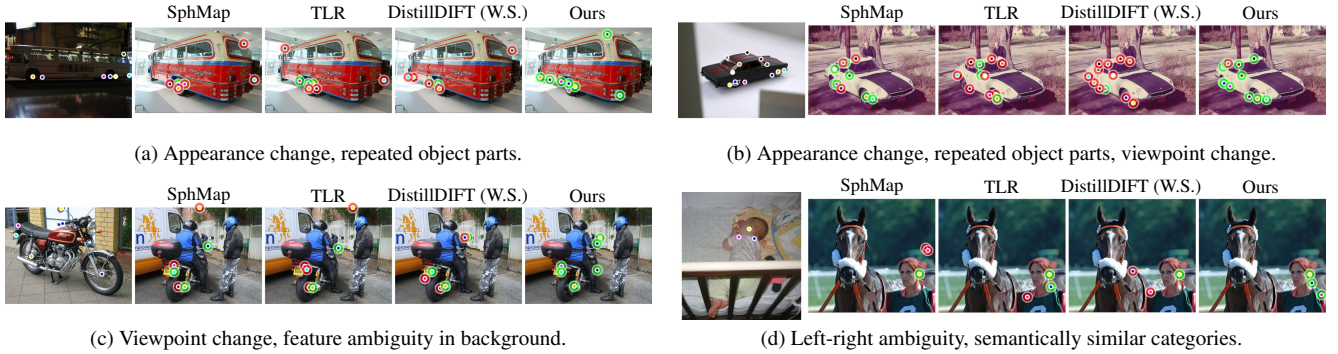 SphMap TLR DistillDIFT (W.S.) Ours
SphMap TLR DistillDIFT (W.S.) Ours
(a) Appearance change, repeated object parts.
(b) Appearance change, repeated object parts, viewpoint change.
SphMap TLR DistillDIFT (W.S.) Ours
SphMap TLR DistillDIFT (W.S.) Ours
(c) Viewpoint change, feature ambiguity in background.
(d) Left-right ambiguity, semantically similar categories.